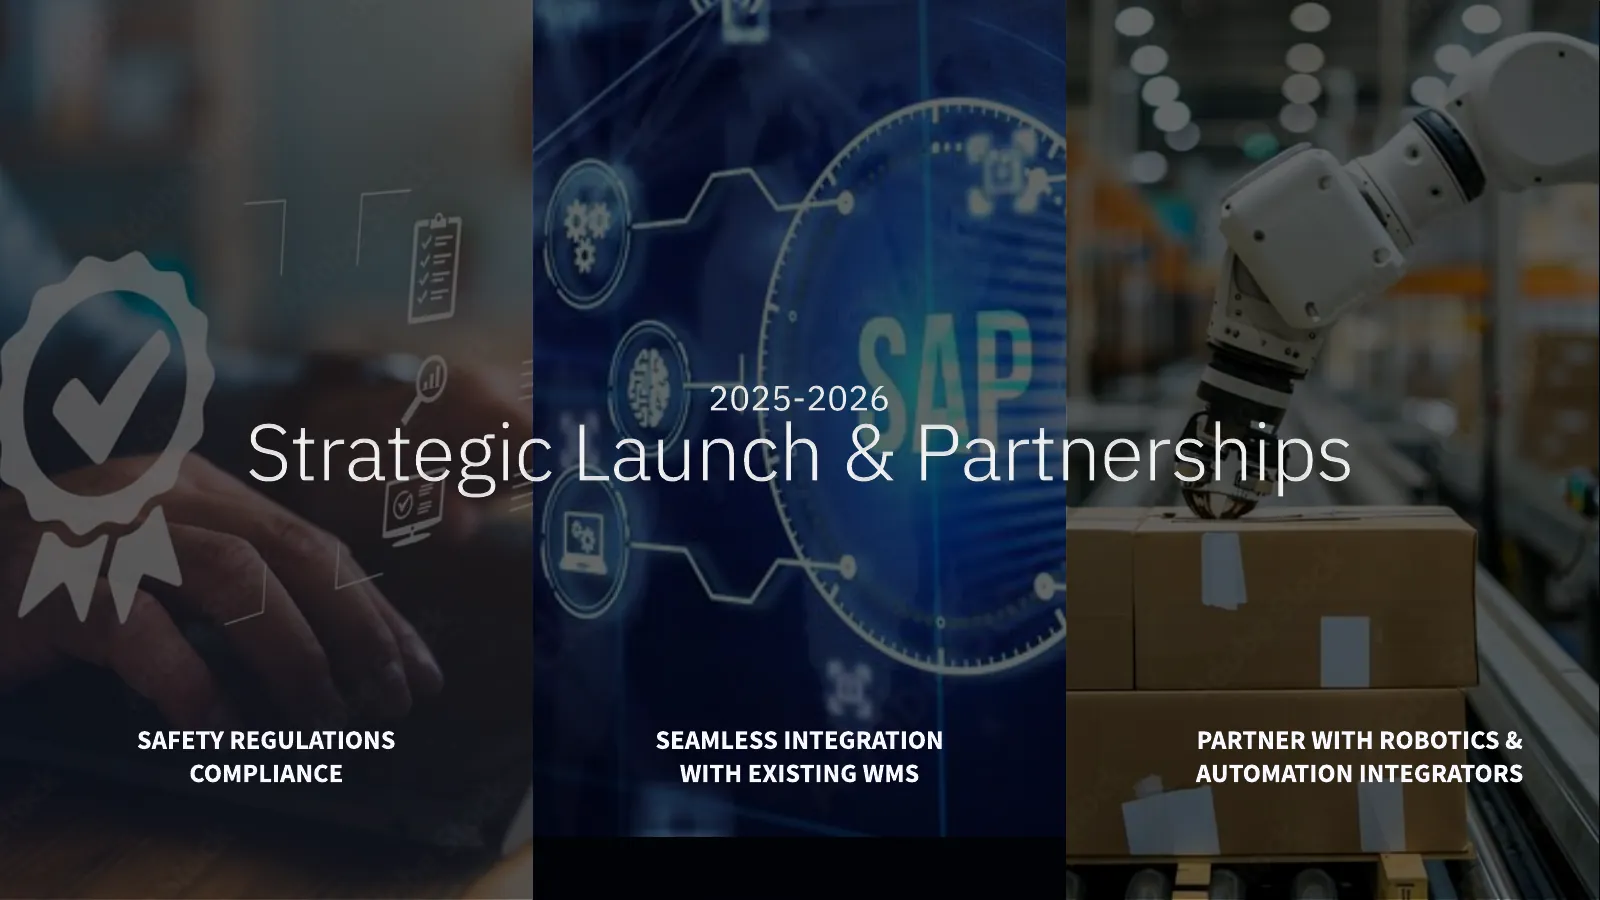 SAP
2025-2026
Strategic Launch & Partnerships
SAFETY REGULATIONS
COMPLIANCE
SEAMLESS INTEGRATION
WITH EXISTING WMS
PARTNER WITH ROBOTICS &
AUTOMATION INTEGRATORS